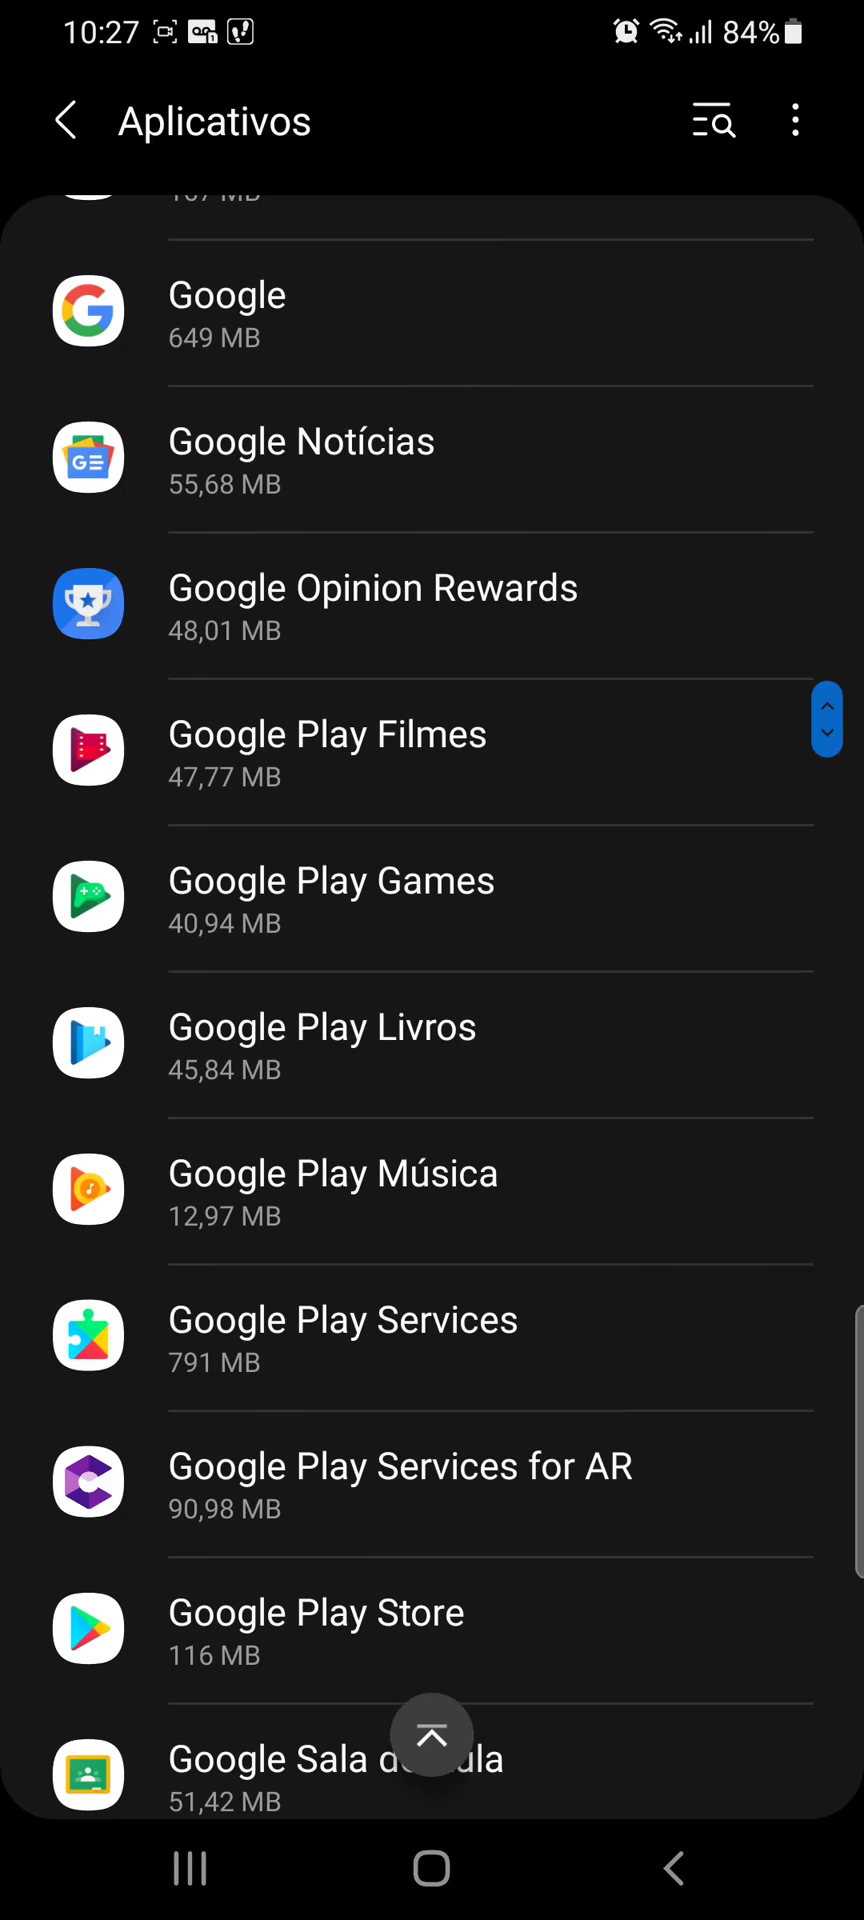 10:27
84%
Aplicativos
Google
649 MB
Google Notícias
55,68 MB
Google Opinion Rewards
48,01 MB
Google Play Filmes
47,77 MB
Google Play Games
40,94 MB
Google Play Livros
45,84 MB
Google Play Música
12,97 MB
Google Play Services
791 MB
Google Play Services for AR
90,98 MB
Google Play Store
116 MB
Google Sala
51,42 MB